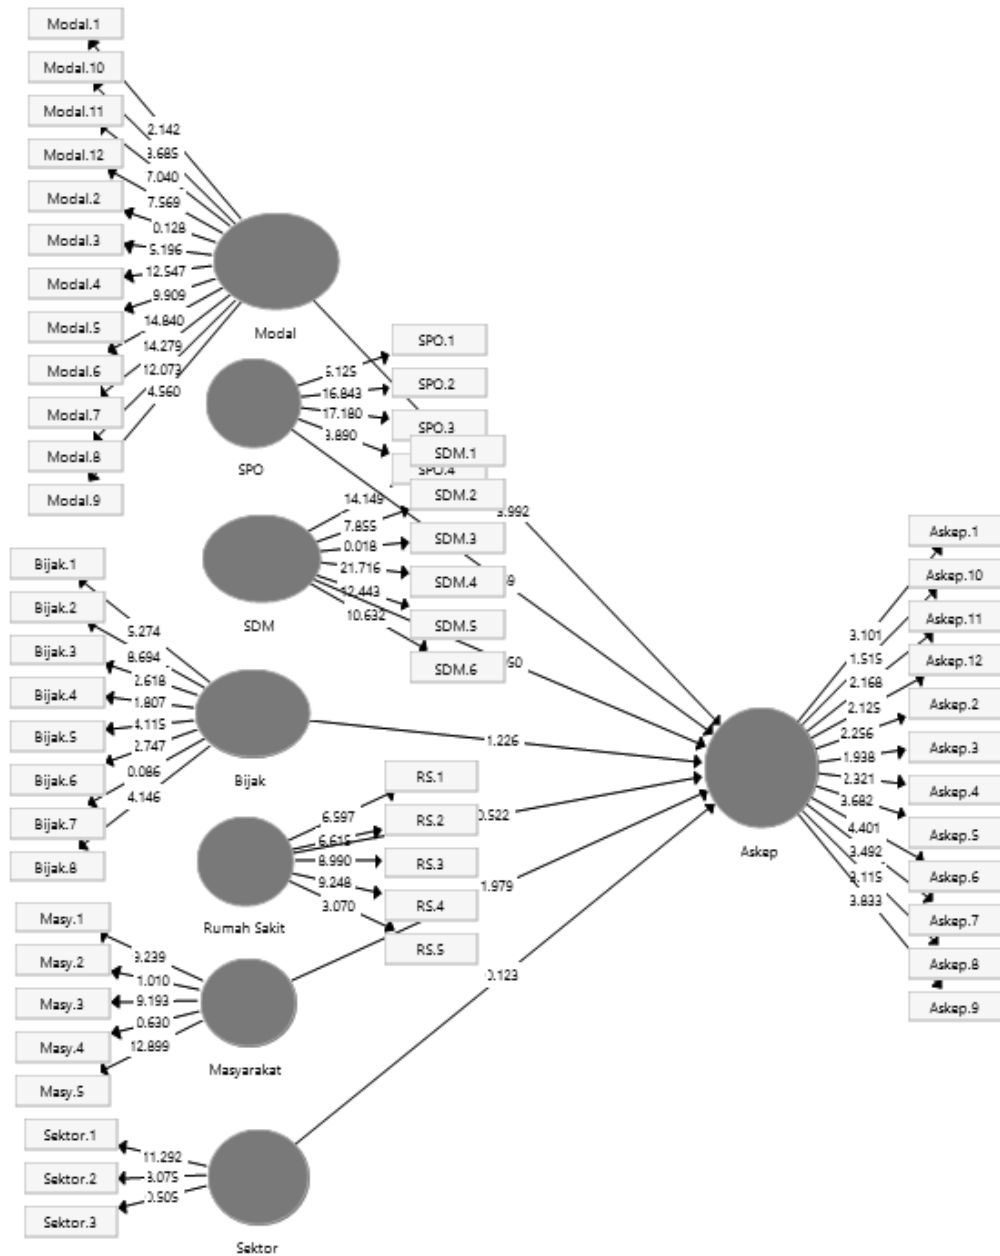 Modal.1
Modal.10
Modal.11
Modal.12
Modal.2
Modal.3
Modal.4
Modal.5
Modal.6
Modal.7
Modal.8
Modal.9
2.142
3.685
7.040
7.569
0.128
5.196
12.547
9.909
14.840
14.279
12.073
4.560
Modal
SPO.1
SPO.2
SPO.3
SPO.4
5.125
16.843
17.180
3.890
SPO
SDM.1
SDM.2
SDM.3
SDM.4
SDM.5
SDM.6
14.149
7.855
0.018
21.716
12.443
10.632
SDM
Bijak.1
Bijak.2
Bijak.3
Bijak.4
Bijak.5
Bijak.6
Bijak.7
Bijak.8
5.274
8.694
2.618
1.807
4.115
2.747
0.086
4.146
Bijak
RS.1
RS.2
RS.3
RS.4
RS.5
6.597
6.615
8.990
9.248
3.070
Rumah Sakit
Masy.1
Masy.2
Masy.3
Masy.4
Masy.5
1.010
9.193
0.630
12.899
Masyarakat
Sektor.1
Sektor.2
Sektor.3
11.292
Sektor
3.992
1.226
0.522
1.979
0.123
Askep
Askep.1
Askep.10
Askep.11
Askep.12
Askep.2
Askep.3
Askep.4
Askep.5
Askep.6
Askep.7
Askep.8
Askep.9
3.101
1.515
2.168
2.125
2.256
1.938
2.321
3.682
4.401
3.492
3.115
3.833